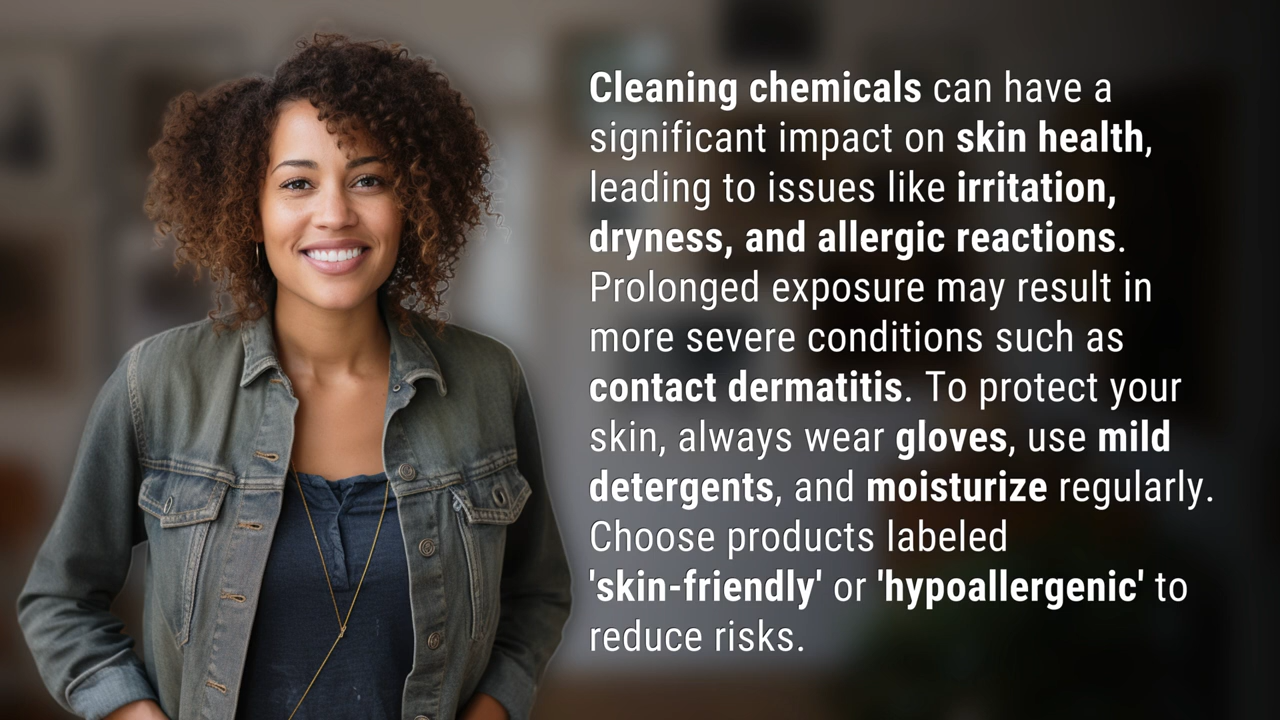 Cleaning chemicals can have a
significant impact on skin health,
leading to issues like irritation,
dryness, and allergic reactions.
Prolonged exposure may result in
more severe conditions such as
contact dermatitis. To protect your
skin, always wear gloves, use mild
detergents, and moisturize regularly.
Choose products labeled
'skin-friendly' or 'hypoallergenic' to
reduce risks.